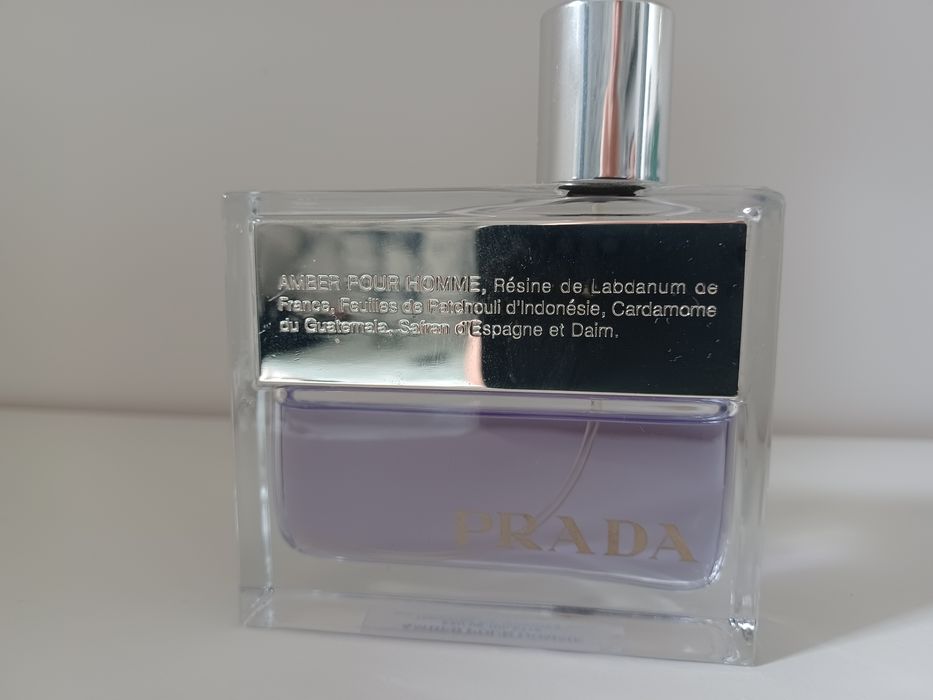 AMBER POUR HOMME, Résine de Labdanum de
France, Feuilles de Patchouli d'Indonésie, Cardamome
du Guatemala, Safran d'Espagne et Daim.
PRADA